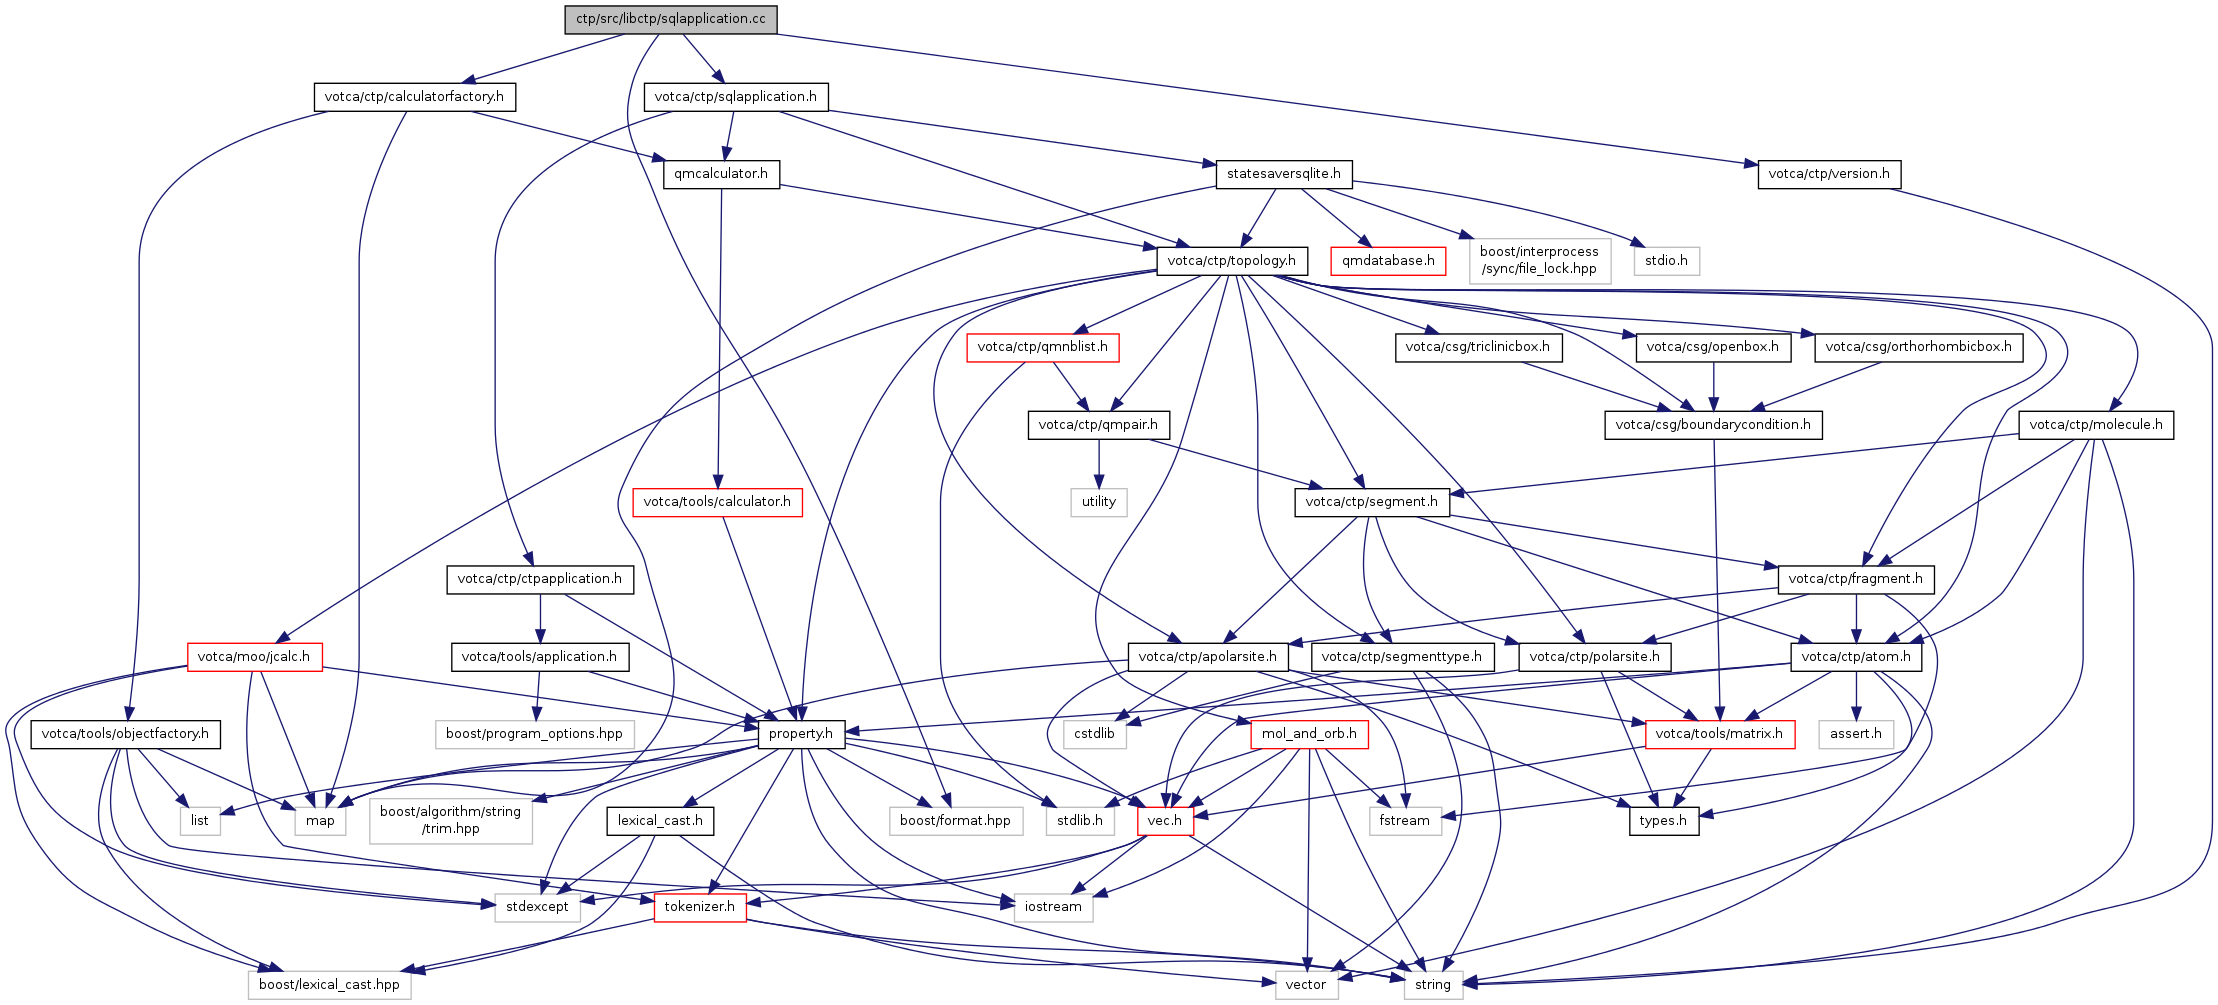 ctp/src/libctp/sqlapplication.cc
votca/ctp/calculatorfactory.h
votca/ctp/sqlapplication.h
qmcalculator.h
statesaversqlite.h
votca/ctp/version.h
votca/ctp/topology.h
qmdatabase.h
boost/interprocess
/sync/file_lock.hpp
stdio.h
votca/ctp/qmnblist.h
votca/csg/triclinicbox.h
votca/csg/openbox.h
votca/csg/orthorhombicbox.h
votca/ctp/qmpair.h
votca/csg/boundarycondition.h
votca/ctp/molecule.h
votca/tools/calculator.h
utility
votca/ctp/segment.h
votca/ctp/ctpapplication.h
votca/ctp/fragment.h
votca/moo/jcalc.h
votca/tools/application.h
votca/ctp/apolarsite.h
votca/ctp/segmenttype.h
votca/ctp/polarsite.h
votca/ctp/atom.h
votca/tools/objectfactory.h
boost/program_options.hpp
property.h
cstdlib
mol_and_orb.h
votca/tools/matrix.h
assert.h
list
map
boost/algorithm/string
/trim.hpp
lexical_cast.h
boost/format.hpp
stdlib.h
vec.h
fstream
types.h
stdexcept
tokenizer.h
iostream
boost/lexical_cast.hpp
vector
string